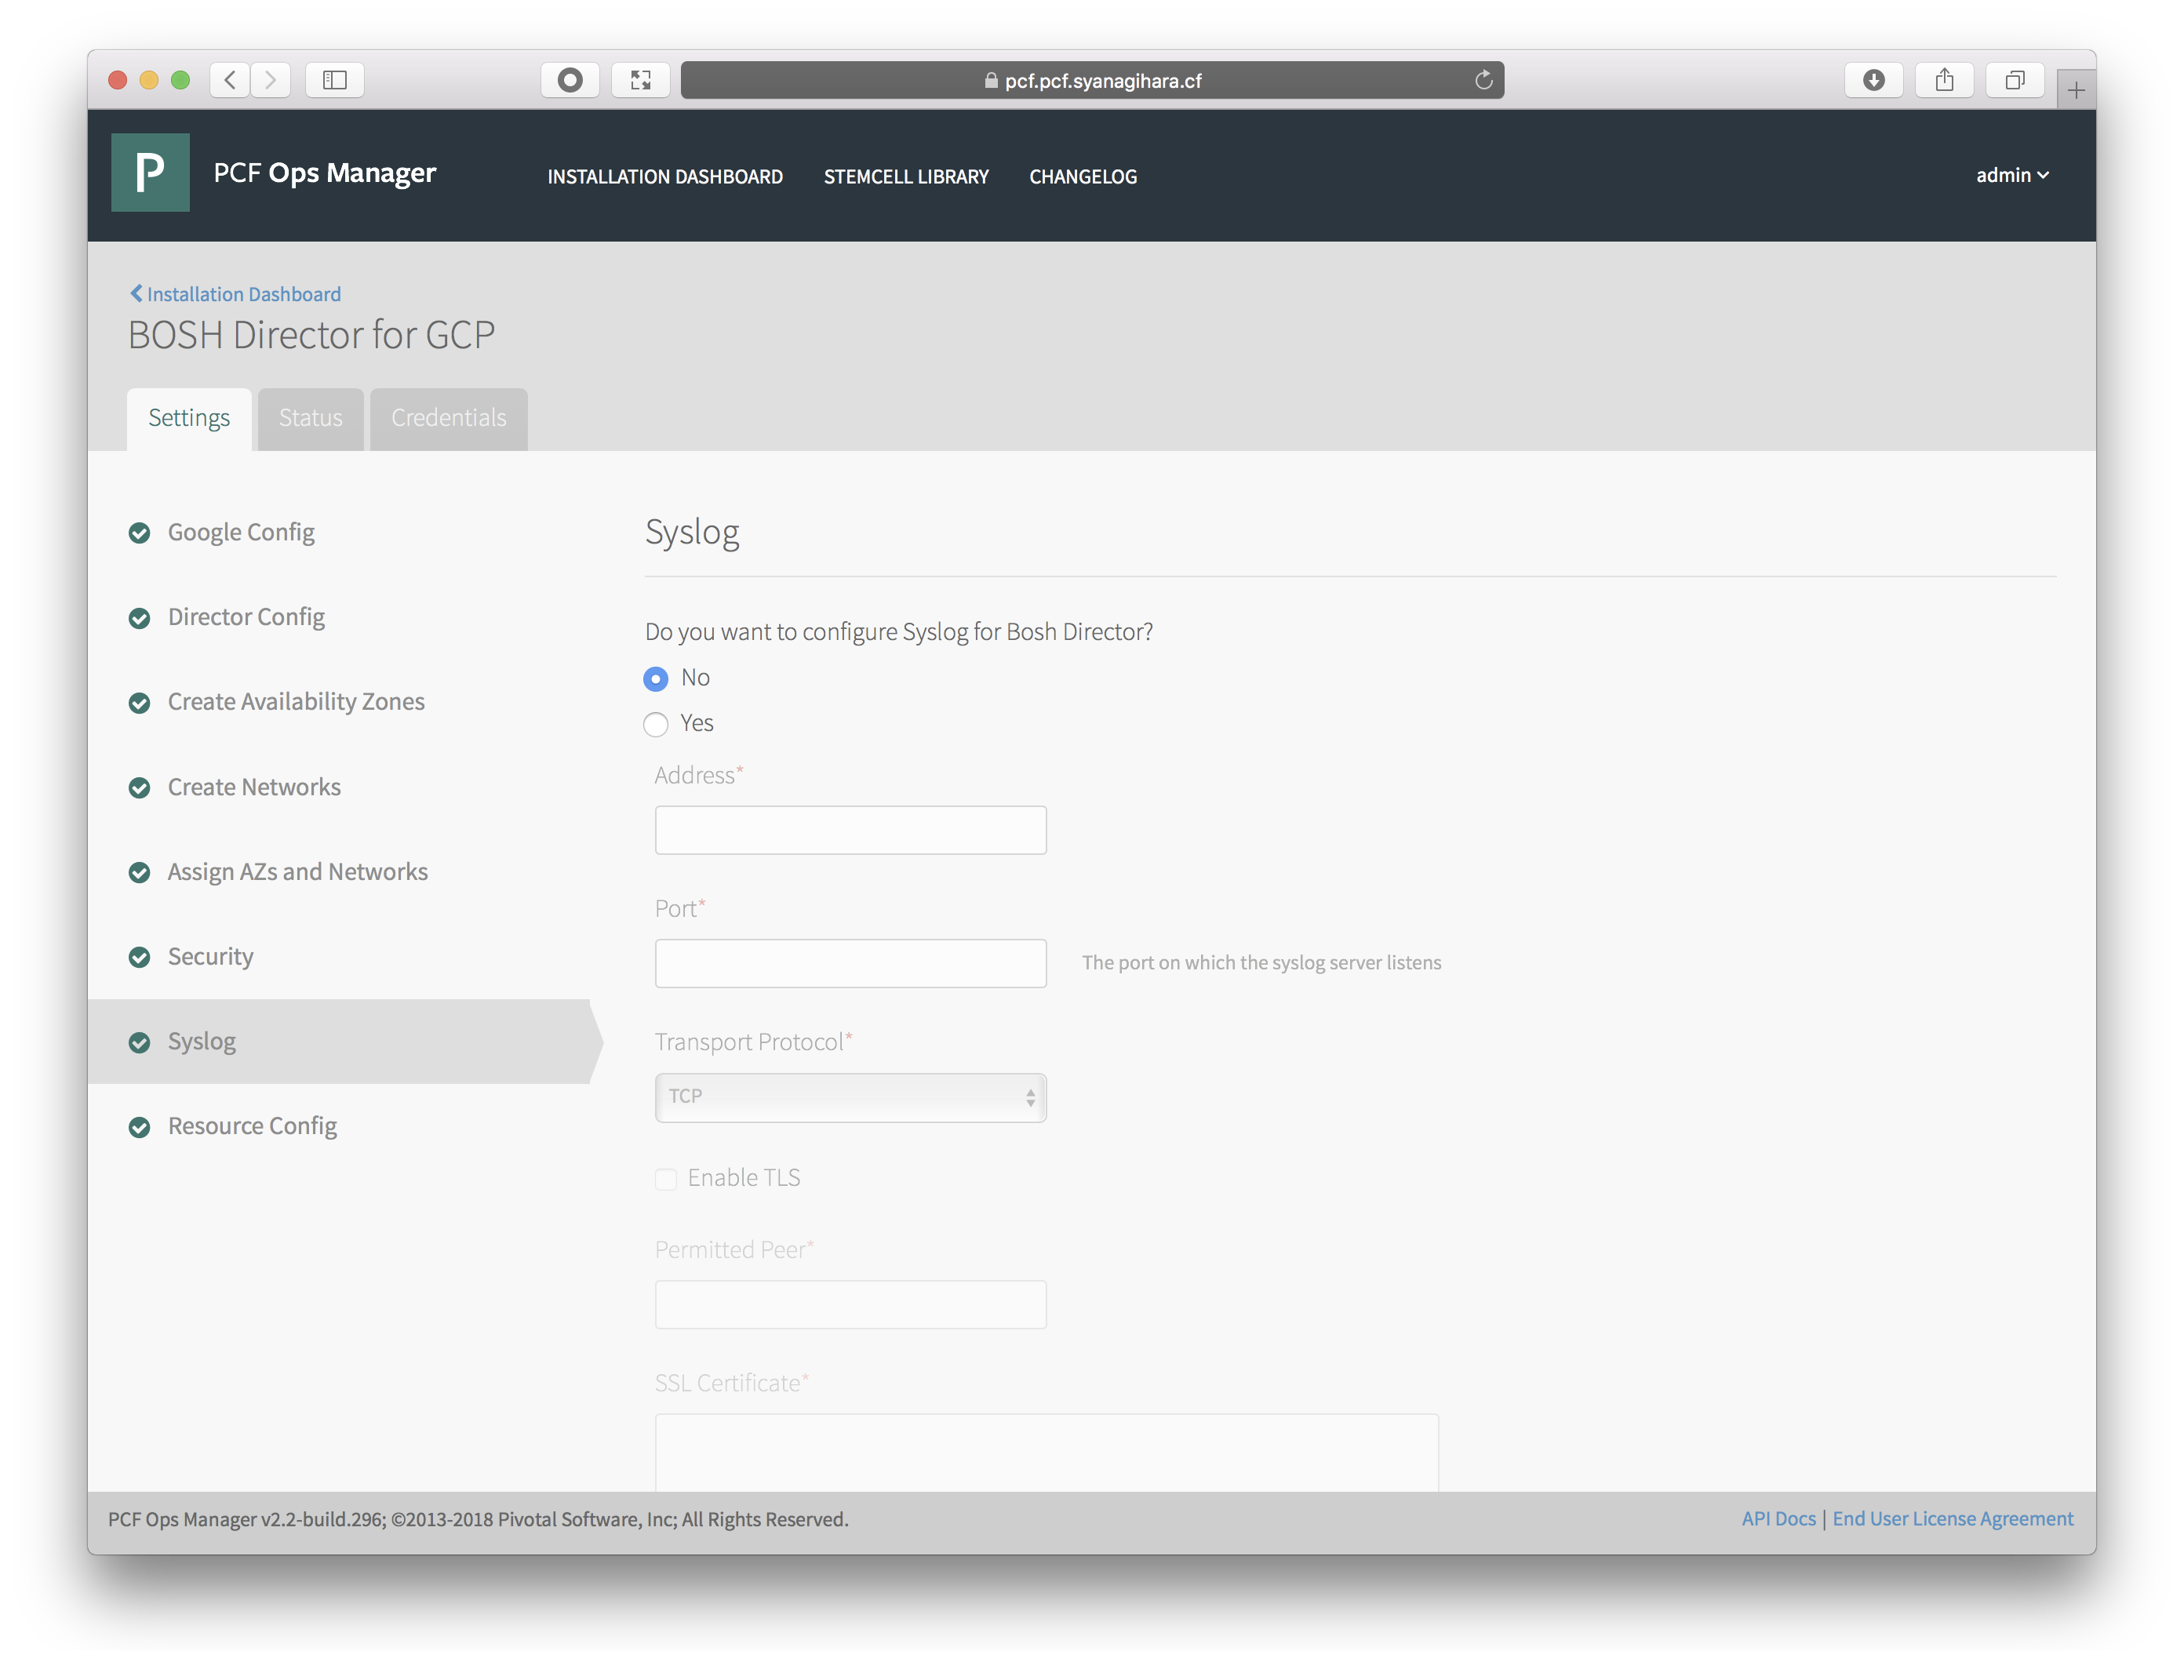 pcf.pcf.syanagihara.cf
P
PCF Ops Manager
INSTALLATION DASHBOARD
STEMCELL LIBRARY
CHANGELOG
admin
Installation Dashboard
BOSH Director for GCP
Settings
Status
Credentials
Google Config
Director Config
Create Availability Zones
Create Networks
Assign AZs and Networks
Security
Syslog
Resource Config
Syslog
Do you want to configure Syslog for Bosh Director?
No
Yes
Address*
Port*
The port on which the syslog server listens
Transport Protocol*
TCP
Enable TLS
Permitted Peer*
SSL Certificate*
PCF Ops Manager v2.2-build.296; ©2013-2018 Pivotal Software, Inc; All Rights Reserved.
API Docs | End User License Agreement